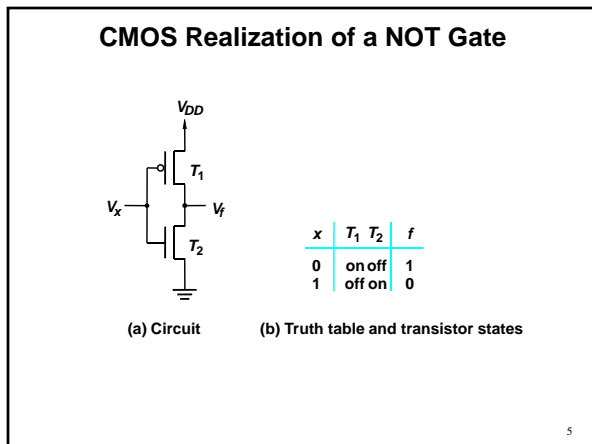 CMOS Realization of a NOT Gate
VDD
T1
Vx
Vf
T2
x T1 T2 f
0 on off 1
1 off on 0
(a) Circuit
(b) Truth table and transistor states
5